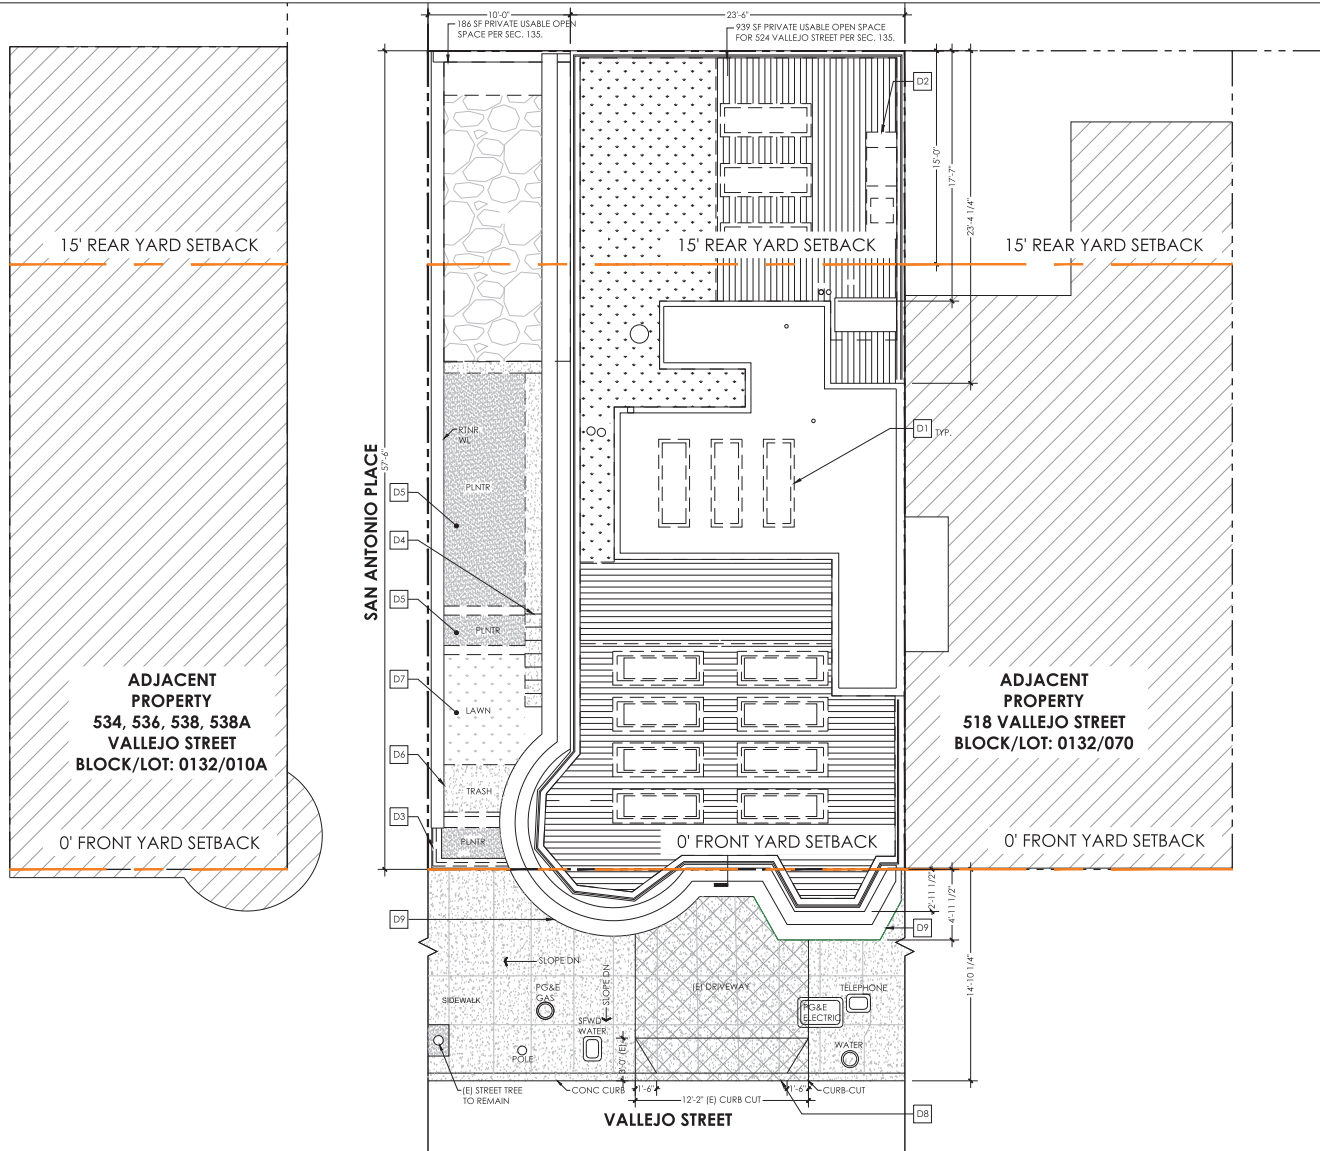 10'-0"
23'-6"
186 SF PRIVATE USABLE OPEN
SPACE PER SEC. 135.
939 SF PRIVATE USABLE OPEN SPACE
FOR 524 VALLEJO STREET PER SEC. 135.
D2
15'-0"
17'-7"
23'-4 1/4"
15' REAR YARD SETBACK
15' REAR YARD SETBACK
15' REAR YARD SETBACK
SAN ANTONIO PLACE
57'-6"
RTNR
WL
D1
TYP.
PLNTR
D5
D4
D5
PLNTR
D7
LAWN
ADJACENT
PROPERTY
534, 536, 538, 538A
VALLEJO STREET
BLOCK/LOT: 0132/010A
ADJACENT
PROPERTY
518 VALLEJO STREET
BLOCK/LOT: 0132/070
D6
TRASH
D3
PLNTR
0' FRONT YARD SETBACK
0' FRONT YARD SETBACK
0' FRONT YARD SETBACK
2'-11 1/2"
4'-11 1/2"
D9
D9
SLOPE DN
SLOPE DN
14'-10 1/4"
SIDEWALK
PG&E
GAS
(E) DRIVEWAY
TELEPHONE
PG&E
ELECTRIC
SFWD
WATER
POLE
WATER
3'-0" (E)
(E) STREET TREE
TO REMAIN
CONC CURB
1'-6"
1'-6"
CURB-CUT
12'-2" (E) CURB CUT
D8
VALLEJO STREET